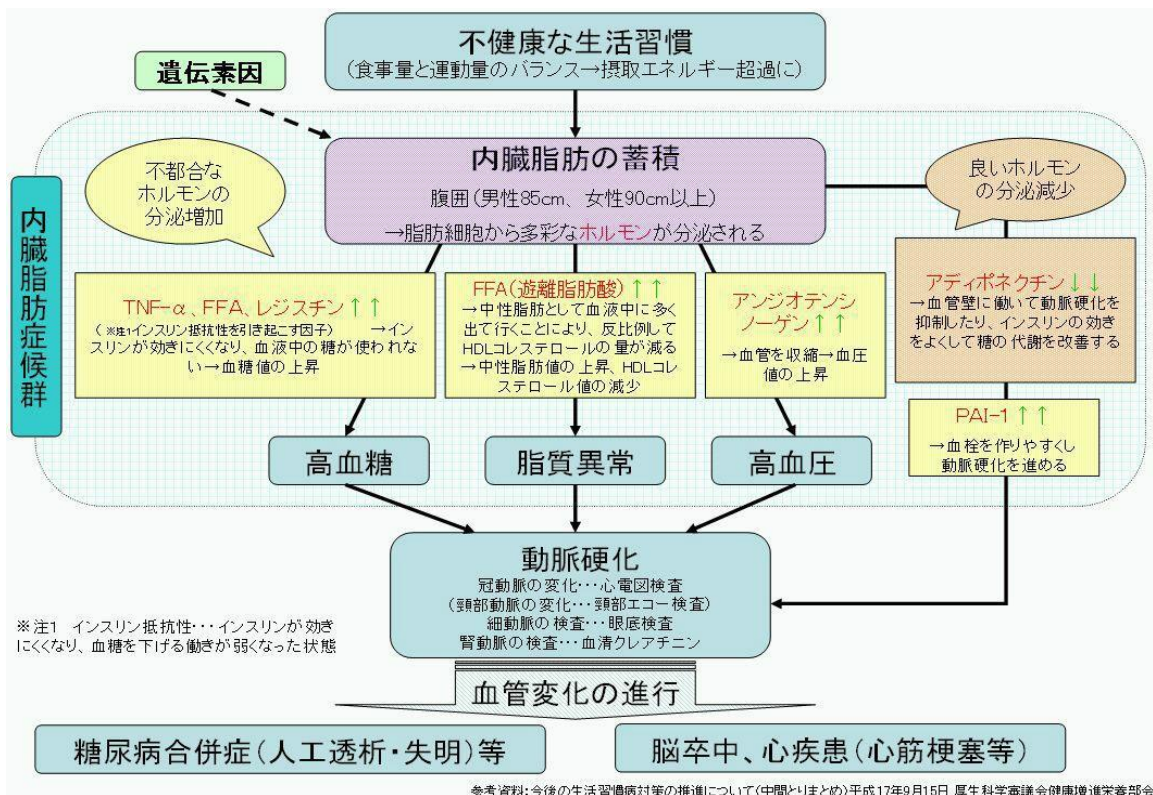 不健康な生活習慣
(食事量と運動量のバランス→摂取エネルギー超過に)
遺伝素因
内臓脂肪の蓄積
腹囲(男性85cm、女性90cm以上)
→脂肪細胞から多彩なホルモンが分泌される
不都合な
ホルモンの
分泌増加
良いホルモン
の分泌減少
内臓脂肪症候群
TNF-α、FFA、レジスチン↑↑
(※注1インスリン抵抗性を引き起こす因子) →イン
スリンが効きにくくなり、血液中の糖が使われな
い→血糖値の上昇
FFA(遊離脂肪酸)↑↑
→中性脂肪として血液中に多く
出て行くことにより、反比例して
HDLコレステロールの量が減る
→中性脂肪値の上昇、HDLコレ
ステロール値の減少
アンジオテンシ
ノーゲン↑↑
→血管を収縮→血圧
値の上昇
アディポネクチン↓↓
→血管壁に働いて動脈硬化を
抑制したり、インスリンの効き
をよくして糖の代謝を改善する
PAI-1↑↑
→血栓を作りやすくし
動脈硬化を進める
高血糖
脂質異常
高血圧
動脈硬化
冠動脈の変化・・・心電図検査
(頸部動脈の変化・・・頸部エコー検査)
細動脈の検査・・・眼底検査
腎動脈の検査・・・血清クレアチニン
※注1 インスリン抵抗性・・・インスリンが効き
にくくなり、血糖を下げる働きが弱くなった状態
血管変化の進行
糖尿病合併症(人工透析・失明)等
脳卒中、心疾患(心筋梗塞等)
参考資料:今後の生活習慣病対策の推進について(中間とりまとめ)平成17年9月15日 厚生科学審議会健康増進栄養部会